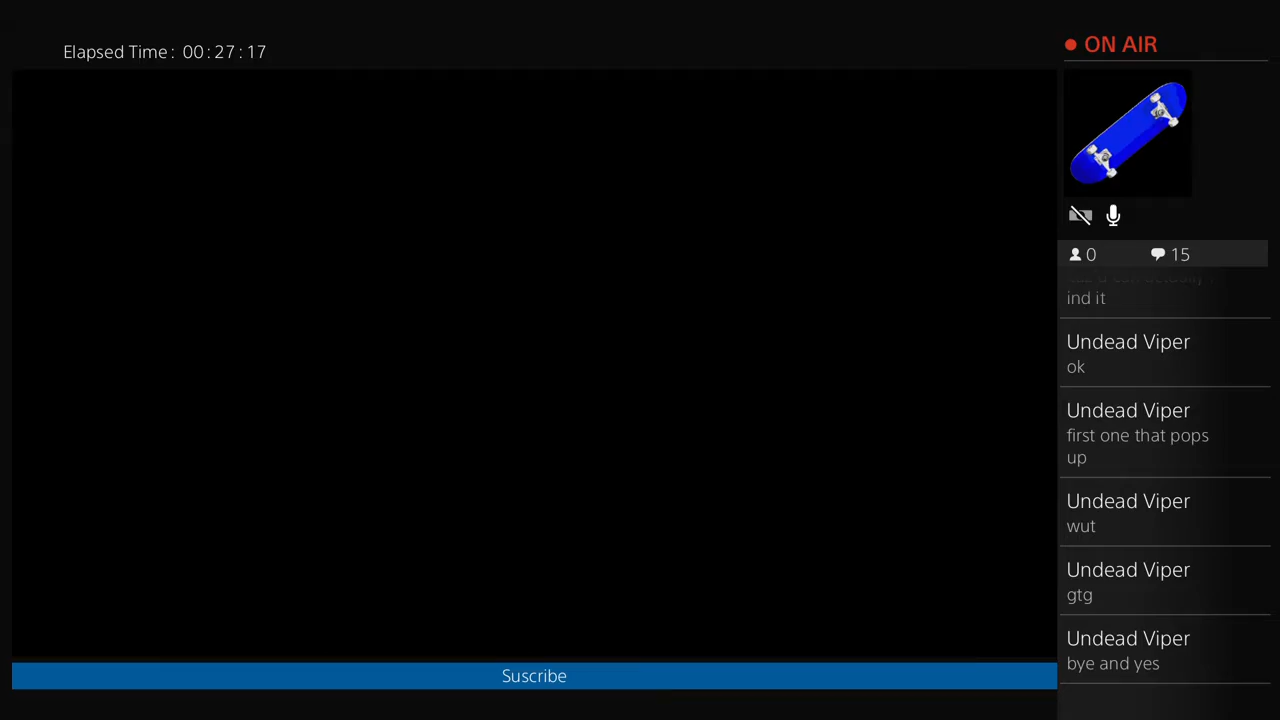 Elapsed Time: 00:27:17
ON AIR
0 15
ind it
Undead Viper
ok
Undead Viper
first one that pops
up
Undead Viper
wut
Undead Viper
gtg
Undead Viper
bye and yes
Suscribe